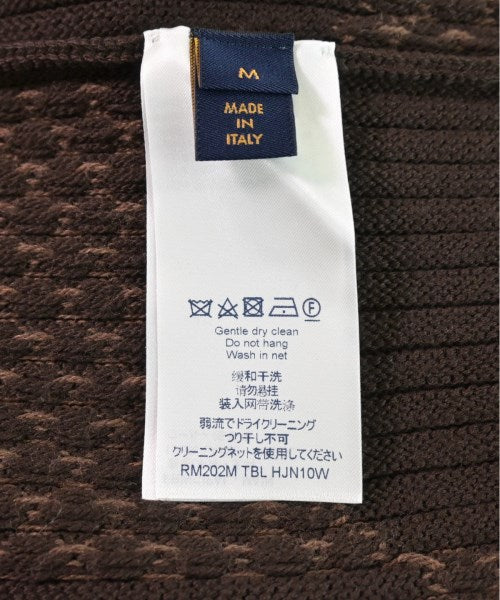 M
MADE
IN
ITALY
F
Gentle dry clean
Do not hang
Wash in net
缓和干洗
请勿悬挂
装入网带洗涤
弱流でドライクリーニング
つり干し不可
クリーニングネットを使用してください
RM202M TBL HJN10W